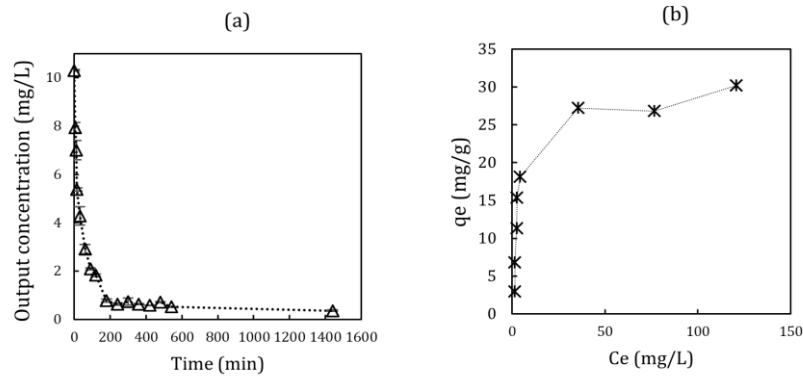 (a)
Output concentration (mg/L)
10
8
6
4
2
0
0 200 400 600 800 1000 1200 1400 1600
Time (min)
(b)
qe (mg/g)
35
30
25
20
15
10
5
0
0 50 100 150
Ce (mg/L)